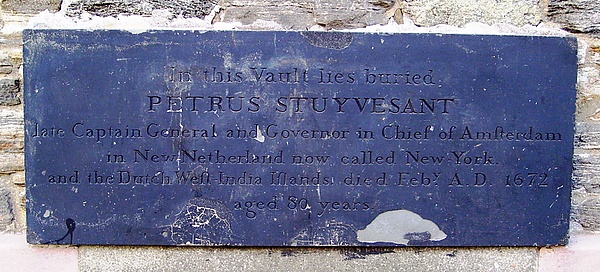 In this Vault lies buried
PETRUS STUYVESANT
late Captain General and Governor in Chief of Amsterdam
in New Netherland now called New-York.
and the Dutch West India Islands, died Feby. A.D. 1672
aged 80 years.